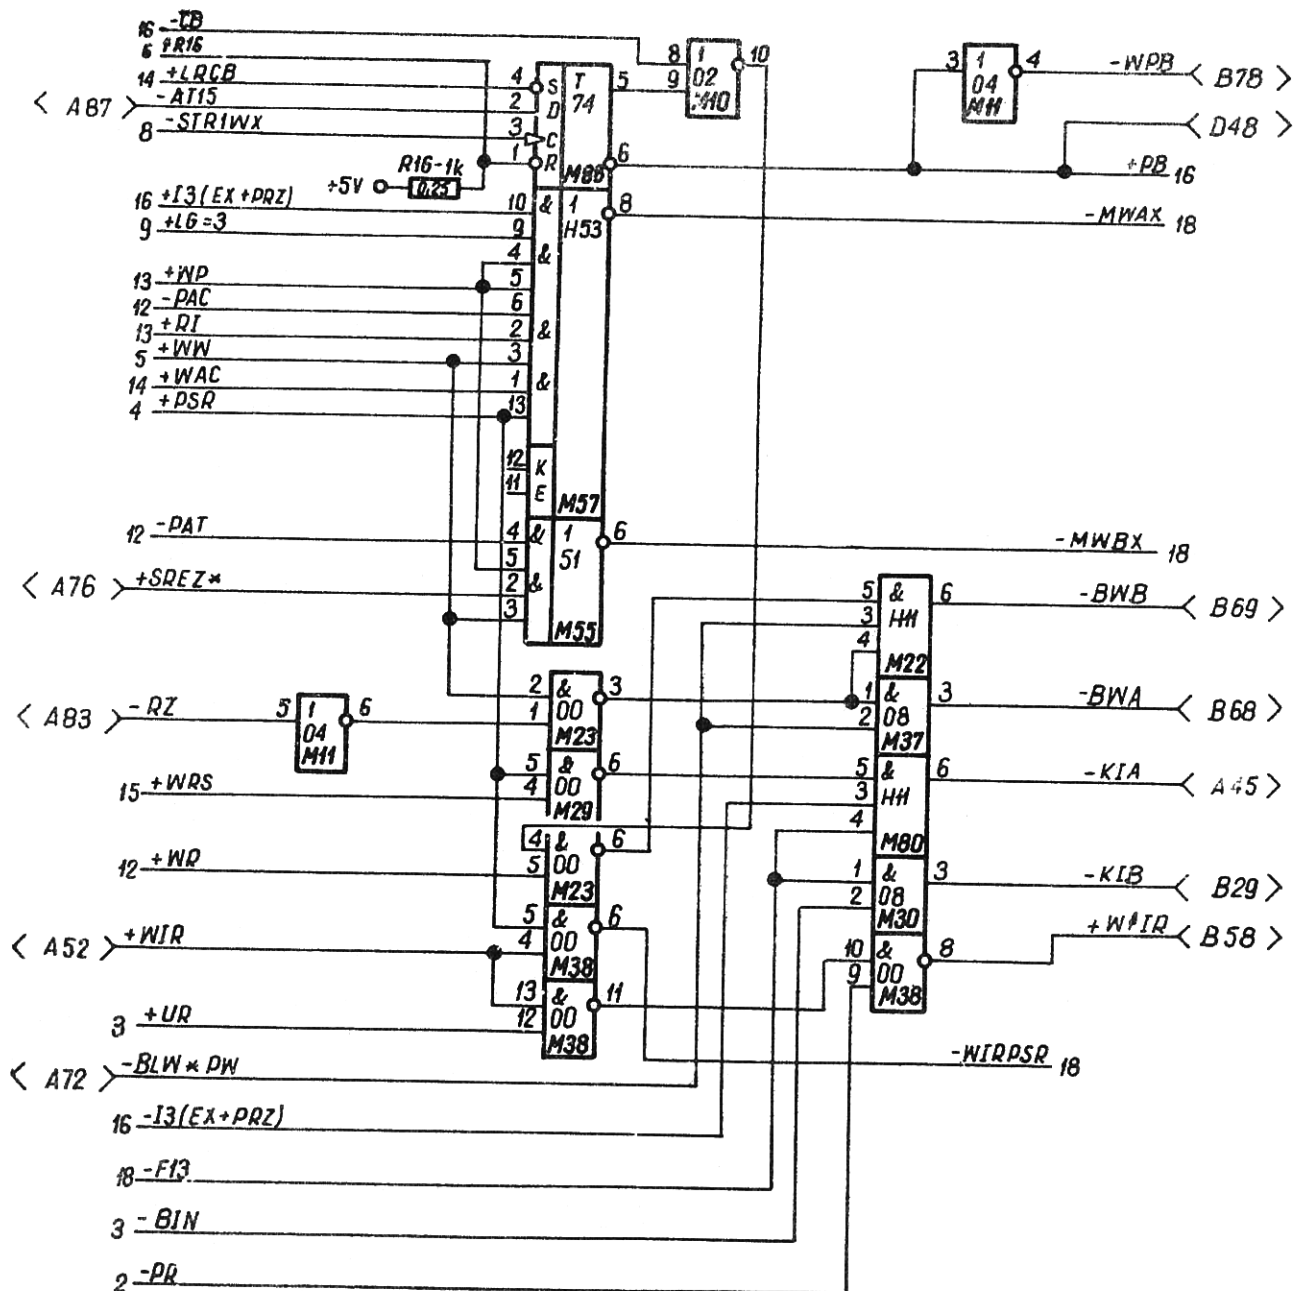 16 -CB
6 +R16
14 +LRCB
< A87 > -AT15
8 -STR1WX
4 S T 5
2 D 74
3 C
1 R M86 6
8 1 10
9 02
M10
3 1 4
04
M11
-WPB < B78 >
< D48 >
+PB 16
R16-1k
+5V 0,25
16 +I3(EX+PRZ)
9 +LG=3
13 +WP
12 -PAC
13 +RI
5 +WW
14 +WAC
4 +PSR
10 & 1 8
9 H53
4 &
5
6
2 &
3
1 &
13
12 K
11 E M57
-MWAX 18
12 -PAT
< A76 > +SREZ*
4 & 1 6
5 51
2 &
3 M55
-MWBX 18
5 & 6
3 H11
4
M22
-BWB < B69 >
< A83 > -RZ
5 1 6
04
M11
2 & 3
1 00
M23
1 & 3
2 08
M37
-BWA < B68 >
15 +WRS
5 & 6
4 00
M29
5 & 6
3 H11
4
M80
-KIA < A45 >
12 +WR
4 & 6
5 00
M23
1 & 3
2 08
M30
-KIB < B29 >
< A52 > +WIR
5 & 6
4 00
M38
10 & 8
9 00
M38
+W*IR < B58 >
3 +UR
13 & 11
12 00
M38
-WIRPSR 18
< A72 > -BLW*PW
16 -I3(EX+PRZ)
18 -F13
3 -BIN
2 -PR